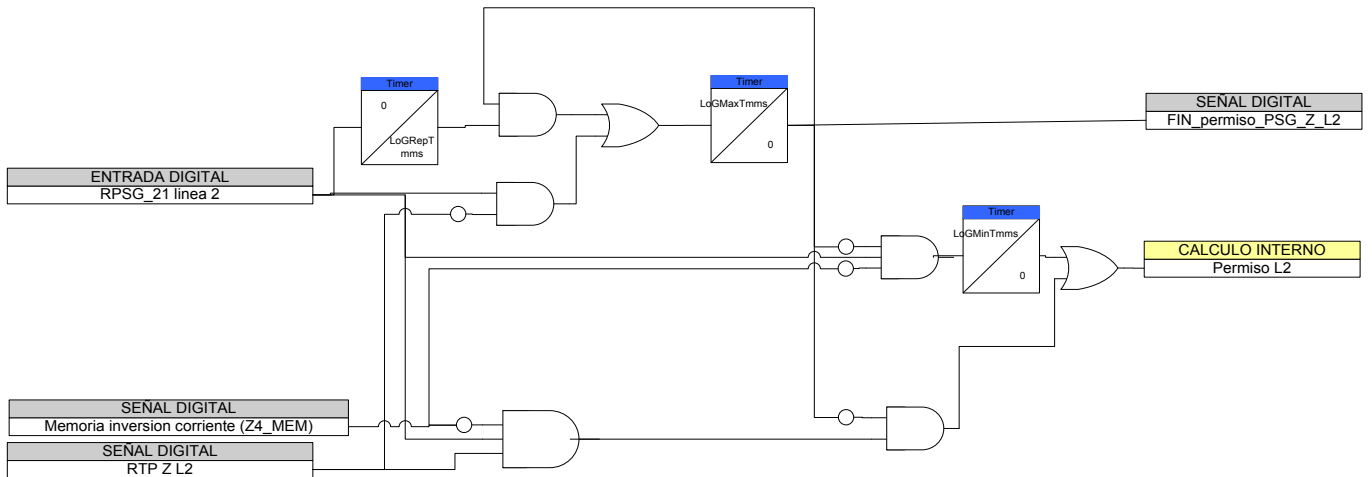 Timer
0
LoGRepT
mms
Timer
LoGMaxTmms
0
SEÑAL DIGITAL
FIN_permiso_PSG_Z_L2
ENTRADA DIGITAL
RPSG_21 linea 2
Timer
LoGMinTmms
0
CALCULO INTERNO
Permiso L2
SEÑAL DIGITAL
Memoria inversion corriente (Z4_MEM)
SEÑAL DIGITAL
RTP Z L2